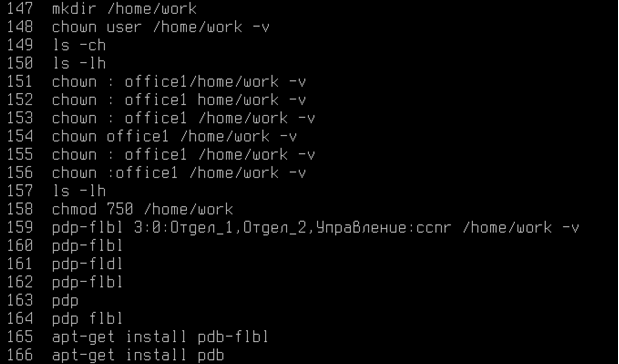 147 mkdir /home/work
148 chown user /home/work -v
149 ls -ch
150 ls -lh
151 chown : office1/home/work -v
152 chown : office1 home/work -v
153 chown : office1 /home/work -v
154 chown office1 /home/work -v
155 chown : office1 /home/work -v
156 chown :office1 /home/work -v
157 ls -lh
158 chmod 750 /home/work
159 pdp-flbl 3:0:Отдел_1,Отдел_2,Управление:ccnr /home/work -v
160 pdp-flbl
161 pdp-fldl
162 pdp-flbl
163 pdp
164 pdp flbl
165 apt-get install pdb-flbl
166 apt-get install pdb